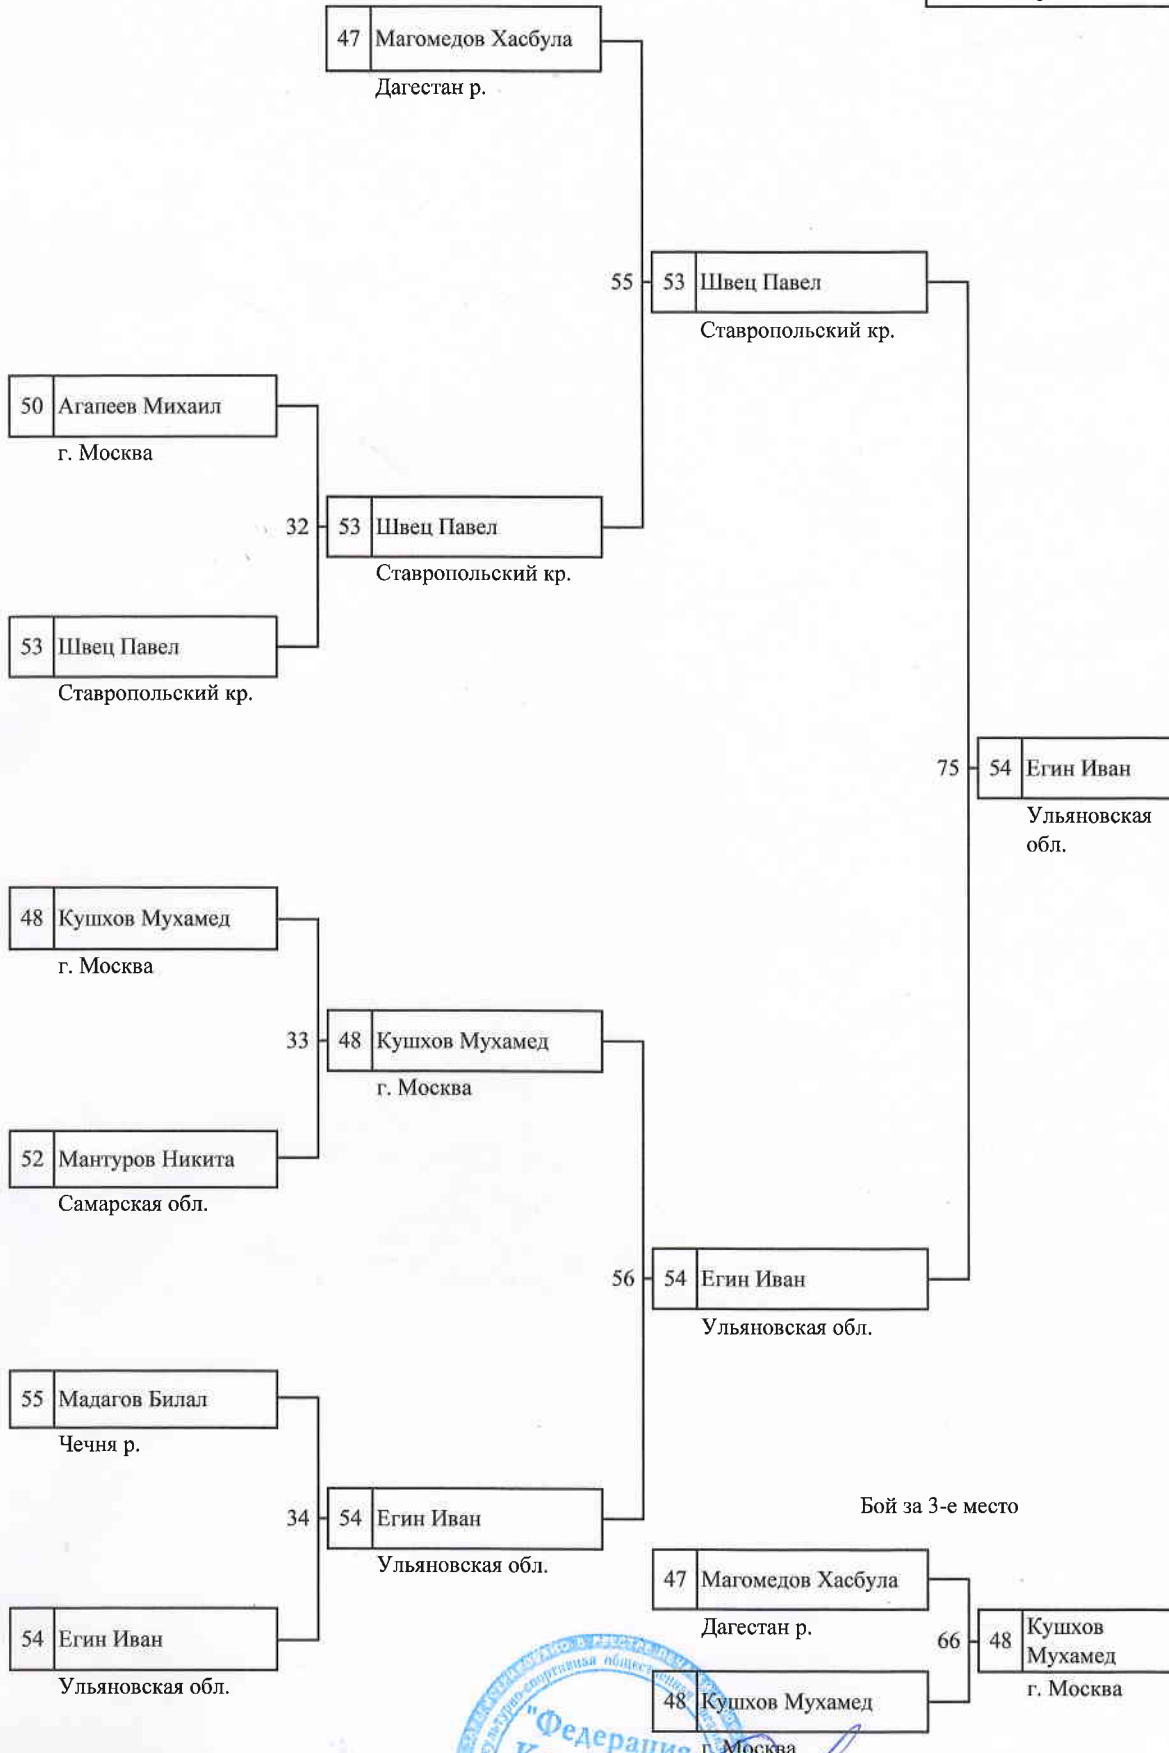 47 Магомедов Хасбула
Дагестан р.
55 53 Швец Павел
Ставропольский кр.
50 Агапеев Михаил
г. Москва
32 53 Швец Павел
Ставропольский кр.
53 Швец Павел
Ставропольский кр.
75 54 Егин Иван
Ульяновская
обл.
48 Кушхов Мухамед
г. Москва
33 48 Кушхов Мухамед
г. Москва
52 Мантуров Никита
Самарская обл.
56 54 Егин Иван
Ульяновская обл.
55 Мадагов Билал
Чечня р.
34 54 Егин Иван
Ульяновская обл.
54 Егин Иван
Ульяновская обл.
Бой за 3-е место
47 Магомедов Хасбула
Дагестан р.
66 48 Кушхов
Мухамед
г. Москва
48 Кушхов Мухамед
г. Москва
"Федерация